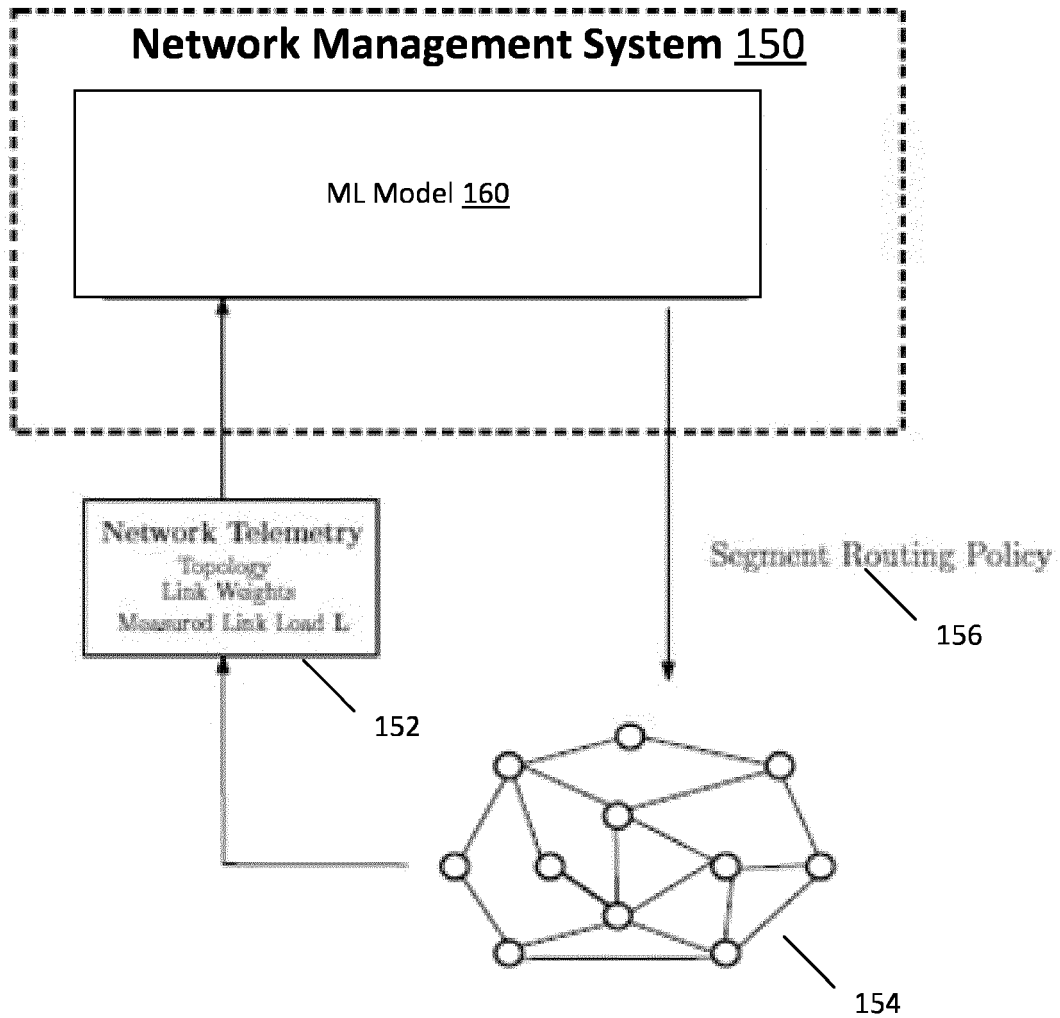 Network Management System 150
ML Model 160
Network Telemetry
Topology
Link Weights
Measured Link Load L
152
Segment Routing Policy
156
154